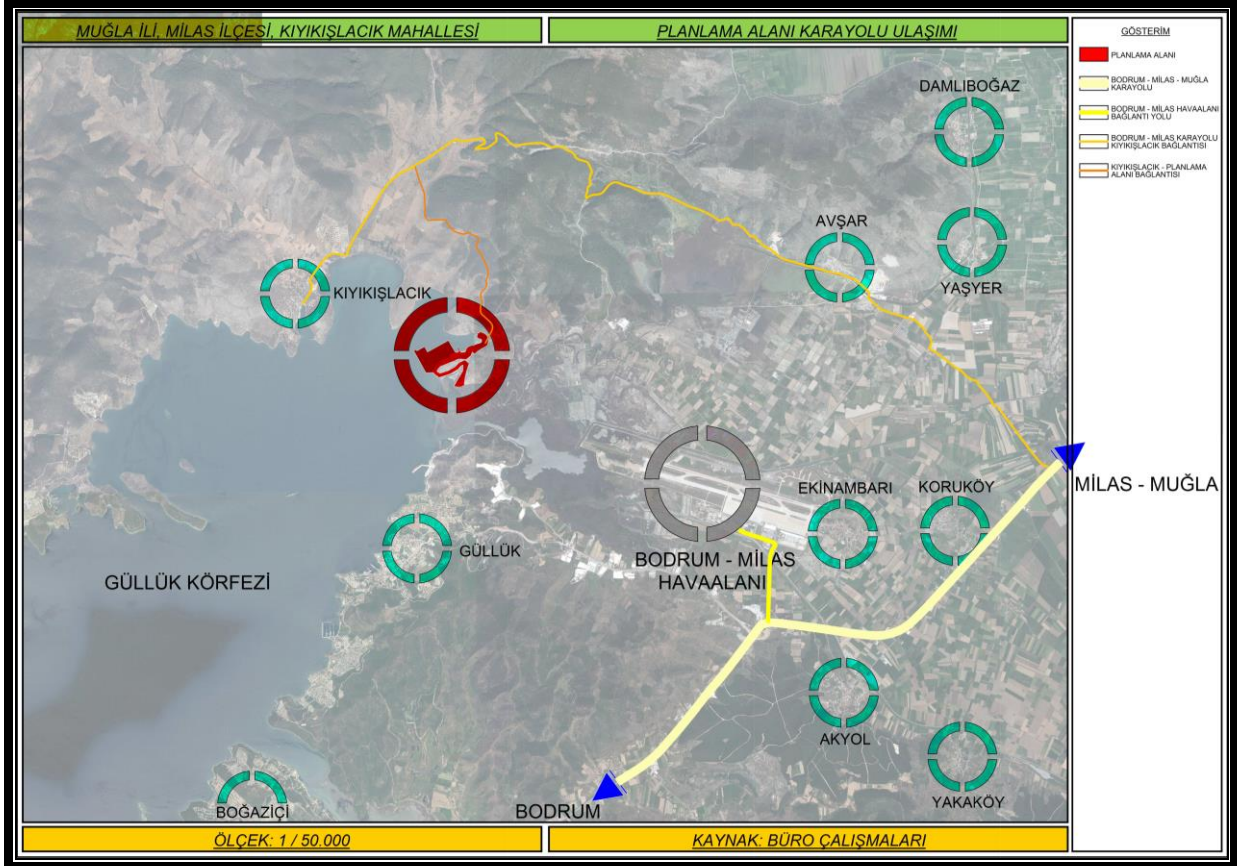 MUĞLA İLİ, MİLAS İLÇESİ, KIYIKIŞLACIK MAHALLESİ
PLANLAMA ALANI KARAYOLU ULAŞIMI
GÖSTERİM
PLANLAMA ALANI
BODRUM - MİLAS - MUĞLA
KARAYOLU
BODRUM - MİLAS HAVAALANI
BAĞLANTI YOLU
BODRUM - MİLAS KARAYOLU
KIYIKIŞLACIK BAĞLANTISI
KIYIKIŞLACIK - PLANLAMA
ALANI BAĞLANTISI
DAMLIBOĞAZ
AVŞAR
YAŞYER
KIYIKIŞLACIK
MİLAS - MUĞLA
EKİNAMBARI
KORUKÖY
GÜLLÜK
BODRUM - MİLAS
HAVAALANI
GÜLLÜK KÖRFEZİ
AKYOL
YAKAKÖY
BOĞAZİÇİ
BODRUM
ÖLÇEK: 1 / 50.000
KAYNAK: BÜRO ÇALIŞMALARI